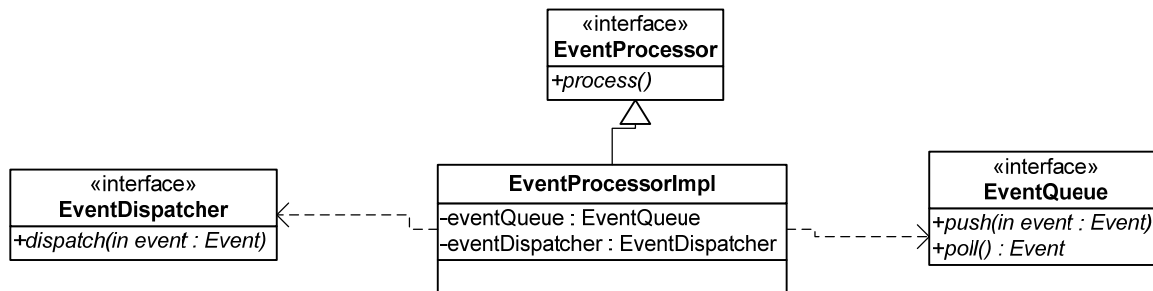 «interface»
EventProcessor
+process()
«interface»
EventDispatcher
+dispatch(in event : Event)
EventProcessorImpl
-eventQueue : EventQueue
-eventDispatcher : EventDispatcher
«interface»
EventQueue
+push(in event : Event)
+poll() : Event